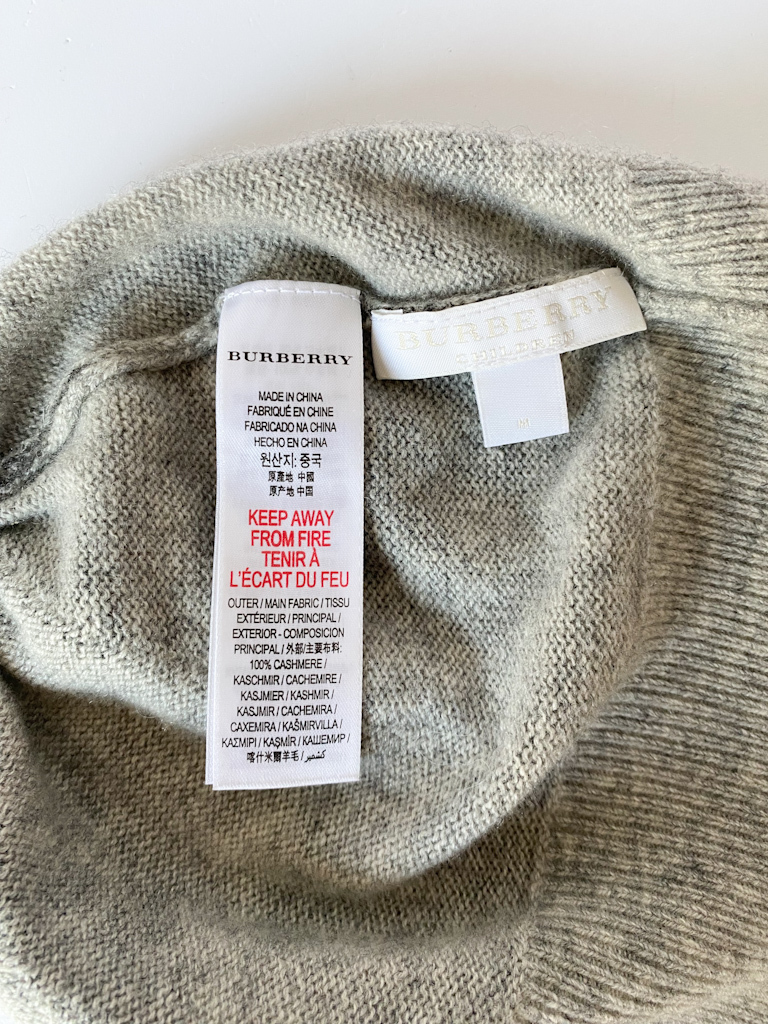 BURBERRY
MADE IN CHINA
FABRIQUÉ EN CHINE
FABRICADO NA CHINA
HECHO EN CHINA
원산지: 중국
原產地 中國
原产地 中国
KEEP AWAY
FROM FIRE
TENIR À
L'ÉCART DU FEU
OUTER / MAIN FABRIC / TISSU
EXTÉRIEUR / PRINCIPAL /
EXTERIOR - COMPOSICION
PRINCIPAL / 外部/主要布料:
100% CASHMERE /
KASCHMIR / CACHEMIRE /
KASJMIER / KASHMIR /
KASJMIR / CACHEMIRA /
CAXEMIRA / KAŠMIRVILLA /
ΚΑΣΜΙΡΙ / KAŞMİR / КАШЕМИР /
喀什米爾羊毛 / كشمير
BURBERRY
CHILDREN
M